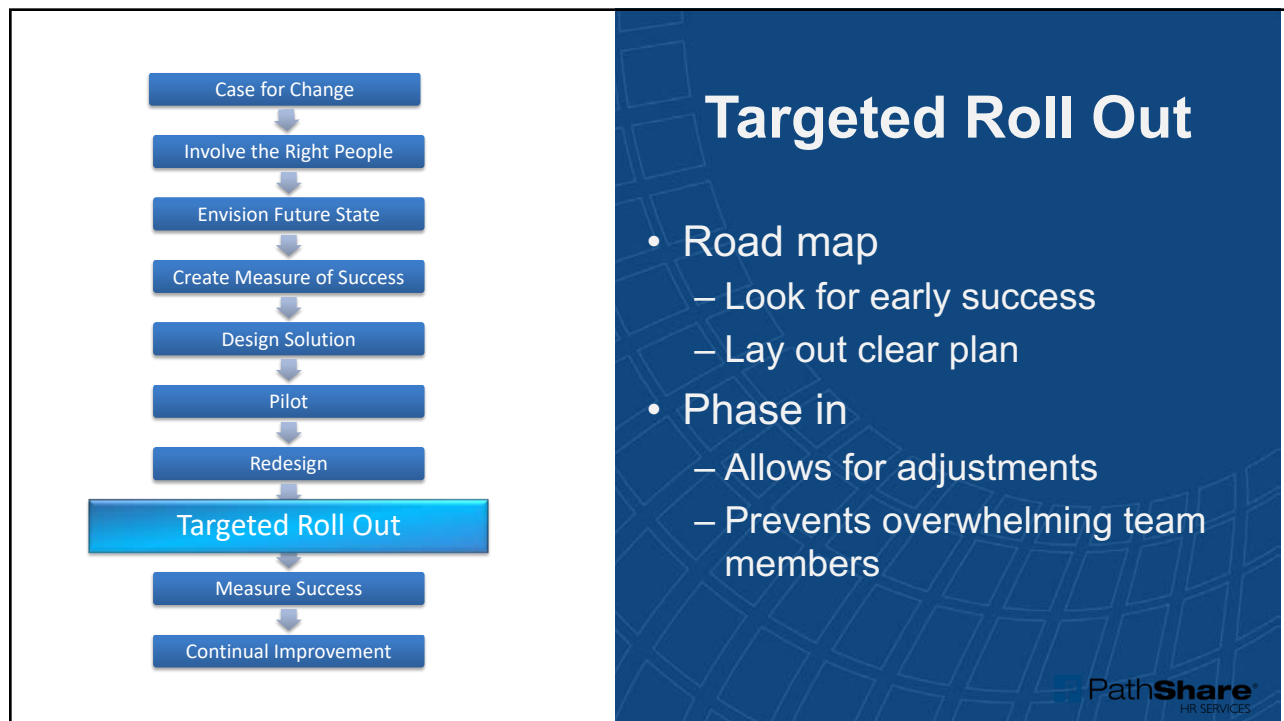 Case for Change
Involve the Right People
Envision Future State
Create Measure of Success
Design Solution
Pilot
Redesign
Targeted Roll Out
Measure Success
Continual Improvement
Targeted Roll Out
• Road map
– Look for early success
– Lay out clear plan
• Phase in
– Allows for adjustments
– Prevents overwhelming team
members
PathShare®
HR SERVICES